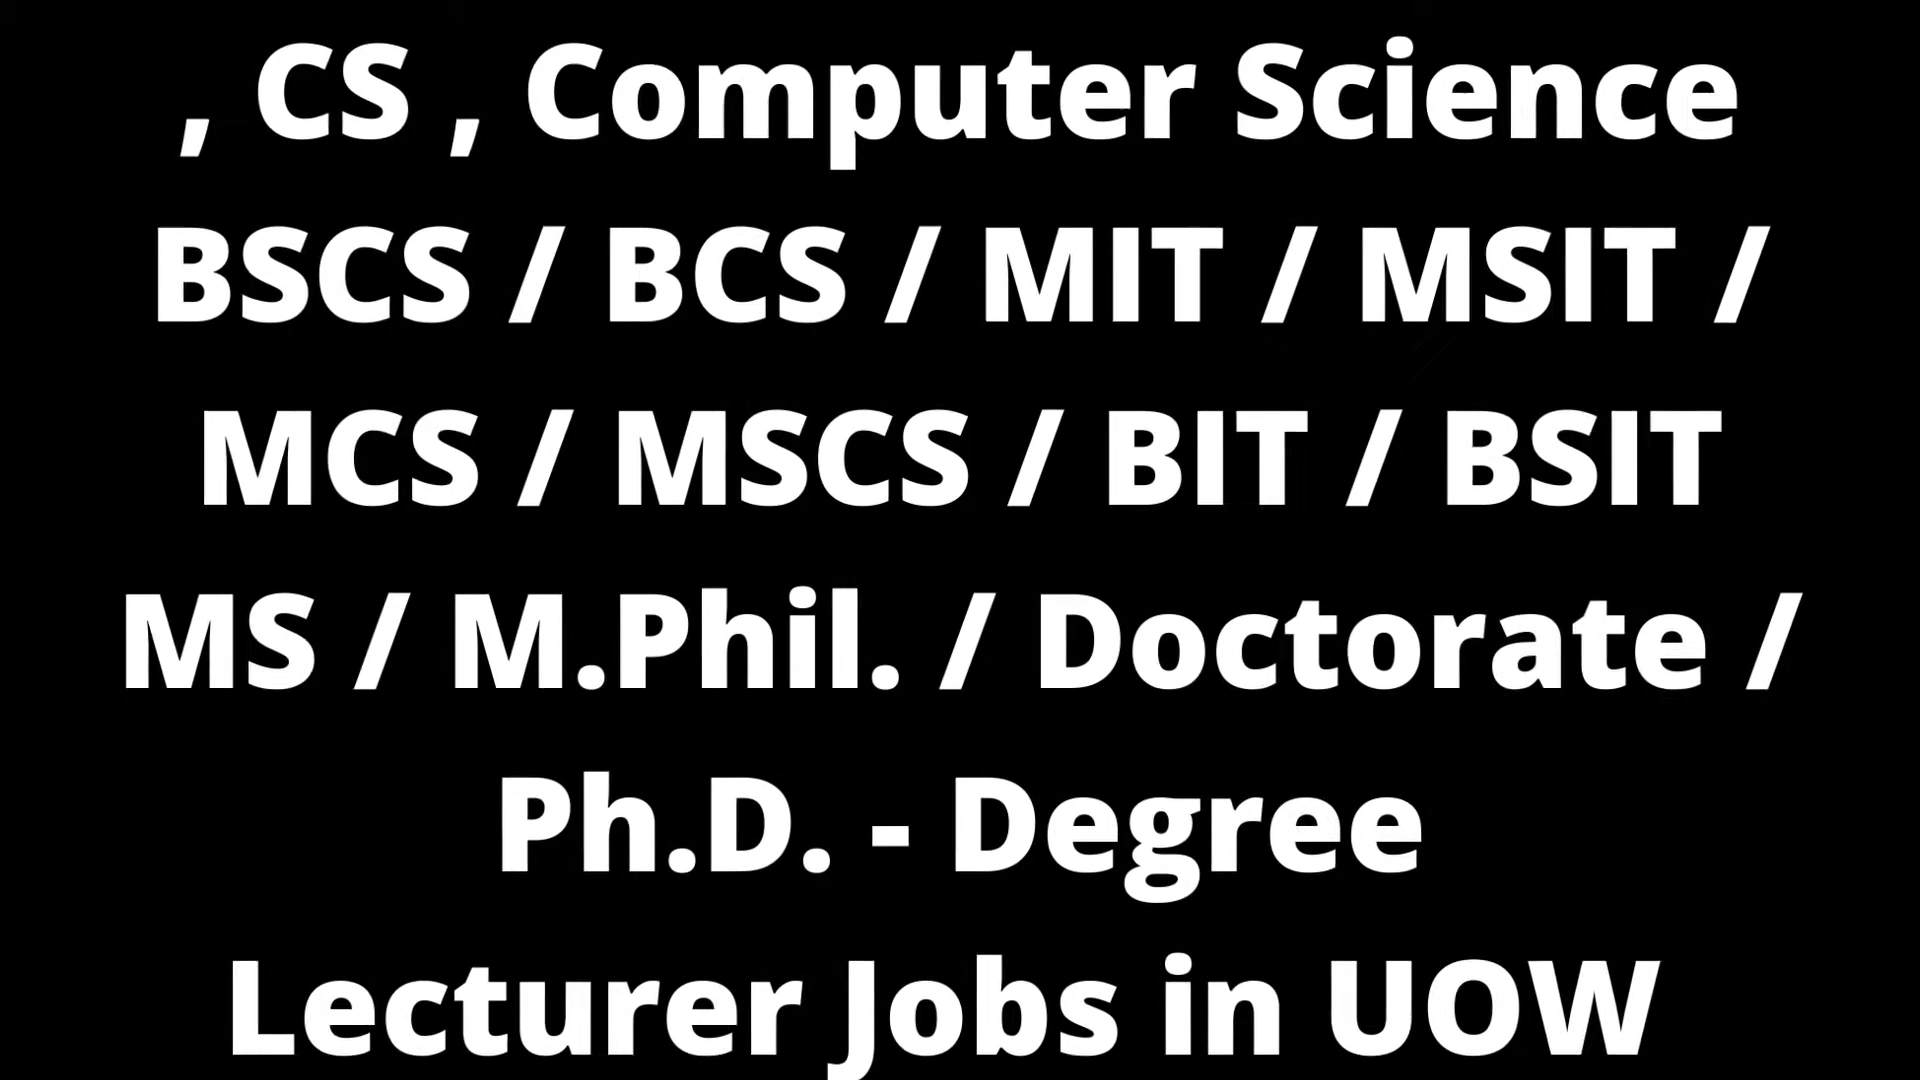 , CS , Computer Science
BSCS / BCS / MIT / MSIT /
MCS / MSCS / BIT / BSIT
MS / M.Phil. / Doctorate /
Ph.D. - Degree
Lecturer Jobs in UOW